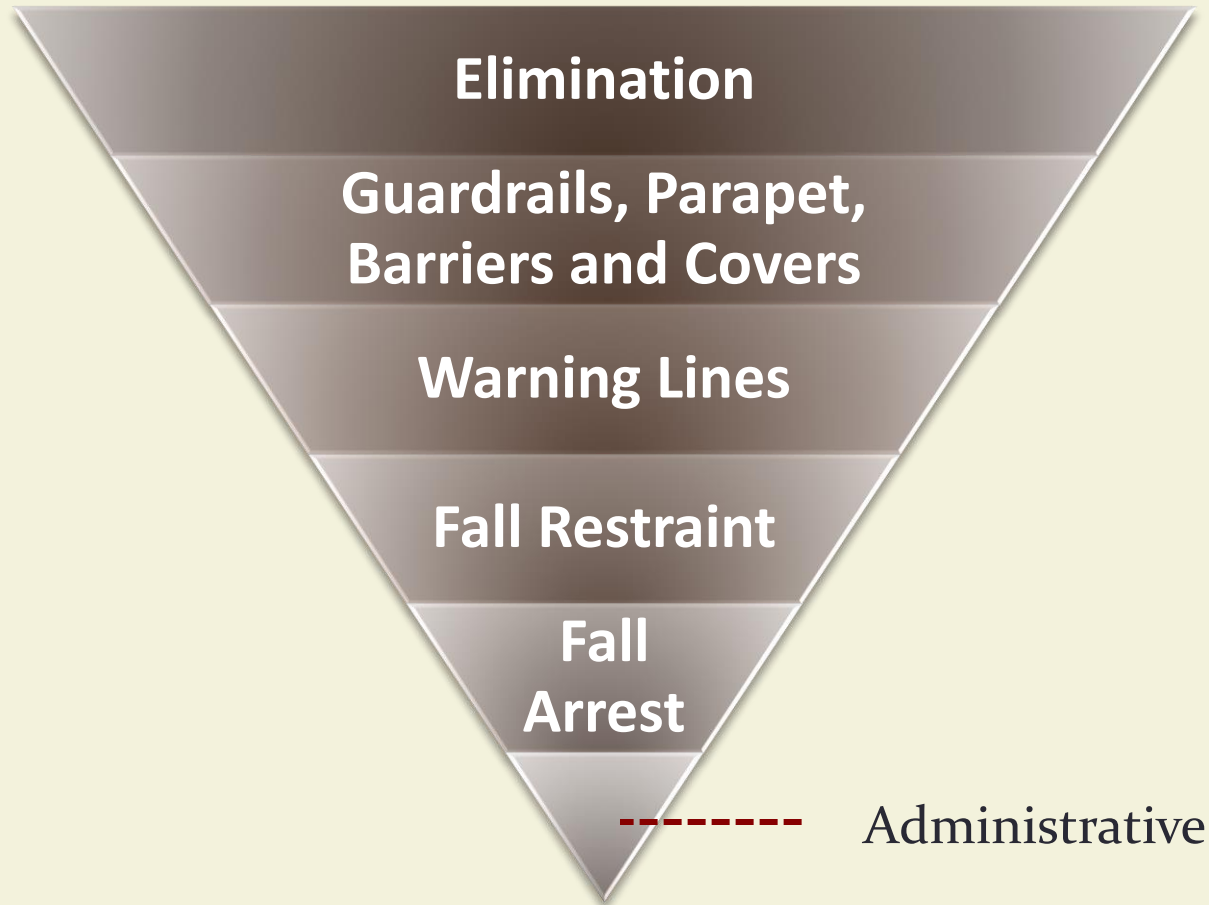 Elimination
Guardrails, Parapet,
Barriers and Covers
Warning Lines
Fall Restraint
Fall
Arrest
Administrative